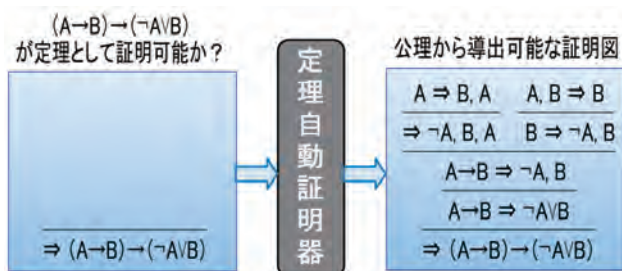 (A→B)→(¬A∨B)
が定理として証明可能か？
⇒ (A→B)→(¬A∨B)
定理自動証明器
公理から導出可能な証明図
A ⇒ B, A　A, B ⇒ B
⇒ ¬A, B, A　B ⇒ ¬A, B
A→B ⇒ ¬A, B
A→B ⇒ ¬A∨B
⇒ (A→B)→(¬A∨B)